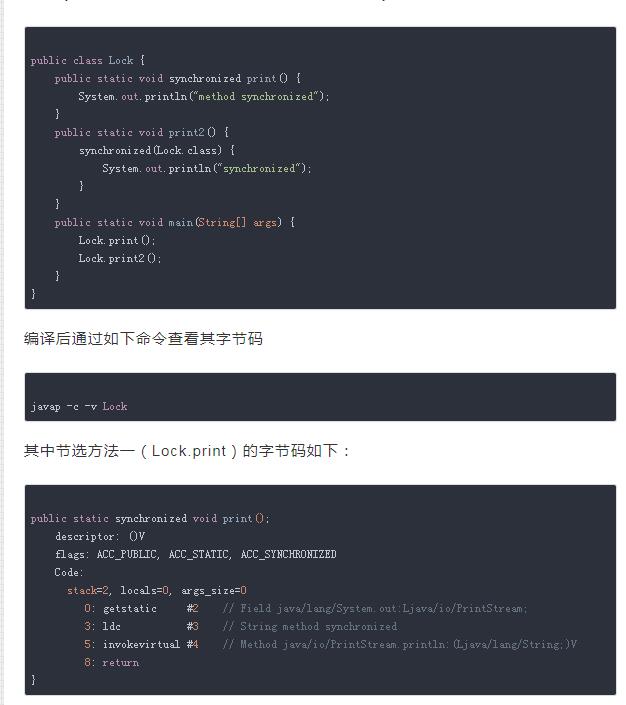 public class Lock {
    public static void synchronized print() {
        System.out.println("method synchronized");
    }
    public static void print2() {
        synchronized(Lock.class) {
            System.out.println("synchronized");
        }
    }
    public static void main(String[] args) {
        Lock.print();
        Lock.print2();
    }
}
编译后通过如下命令查看其字节码
javap -c -v Lock
其中节选方法一（Lock.print）的字节码如下：
public static synchronized void print();
    descriptor: ()V
    flags: ACC_PUBLIC, ACC_STATIC, ACC_SYNCHRONIZED
    Code:
      stack=2, locals=0, args_size=0
         0: getstatic     #2    // Field java/lang/System.out:Ljava/io/PrintStream;
         3: ldc           #3    // String method synchronized
         5: invokevirtual #4    // Method java/io/PrintStream.println:(Ljava/lang/String;)V
         8: return
}